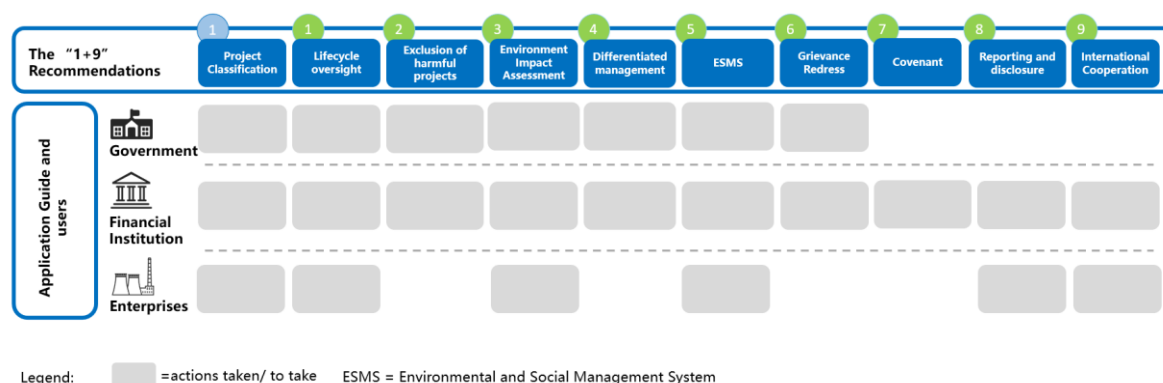 1
1
2
3
4
5
6
7
8
9
The “1+9”
Recommendations
Project
Classification
Lifecycle
oversight
Exclusion of
harmful
projects
Environment
Impact
Assessment
Differentiated
management
ESMS
Grievance
Redress
Covenant
Reporting and
disclosure
International
Cooperation
Application Guide and
users
Government
Financial
Institution
Enterprises
Legend:
=actions taken/ to take
ESMS = Environmental and Social Management System